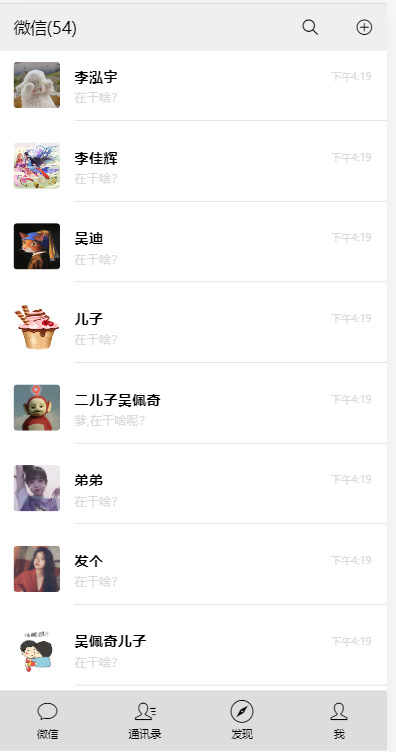 微信(54)
李泓宇
下午4:19
在干啥?
李佳辉
下午4:19
在干啥?
吴迪
下午4:19
在干啥?
儿子
下午4:19
在干啥?
二儿子吴佩奇
下午4:19
爹,在干啥呢?
弟弟
下午4:19
在干啥?
发个
下午4:19
在干啥?
吴佩奇儿子
下午4:19
在干啥?
微信
通讯录
发现
我